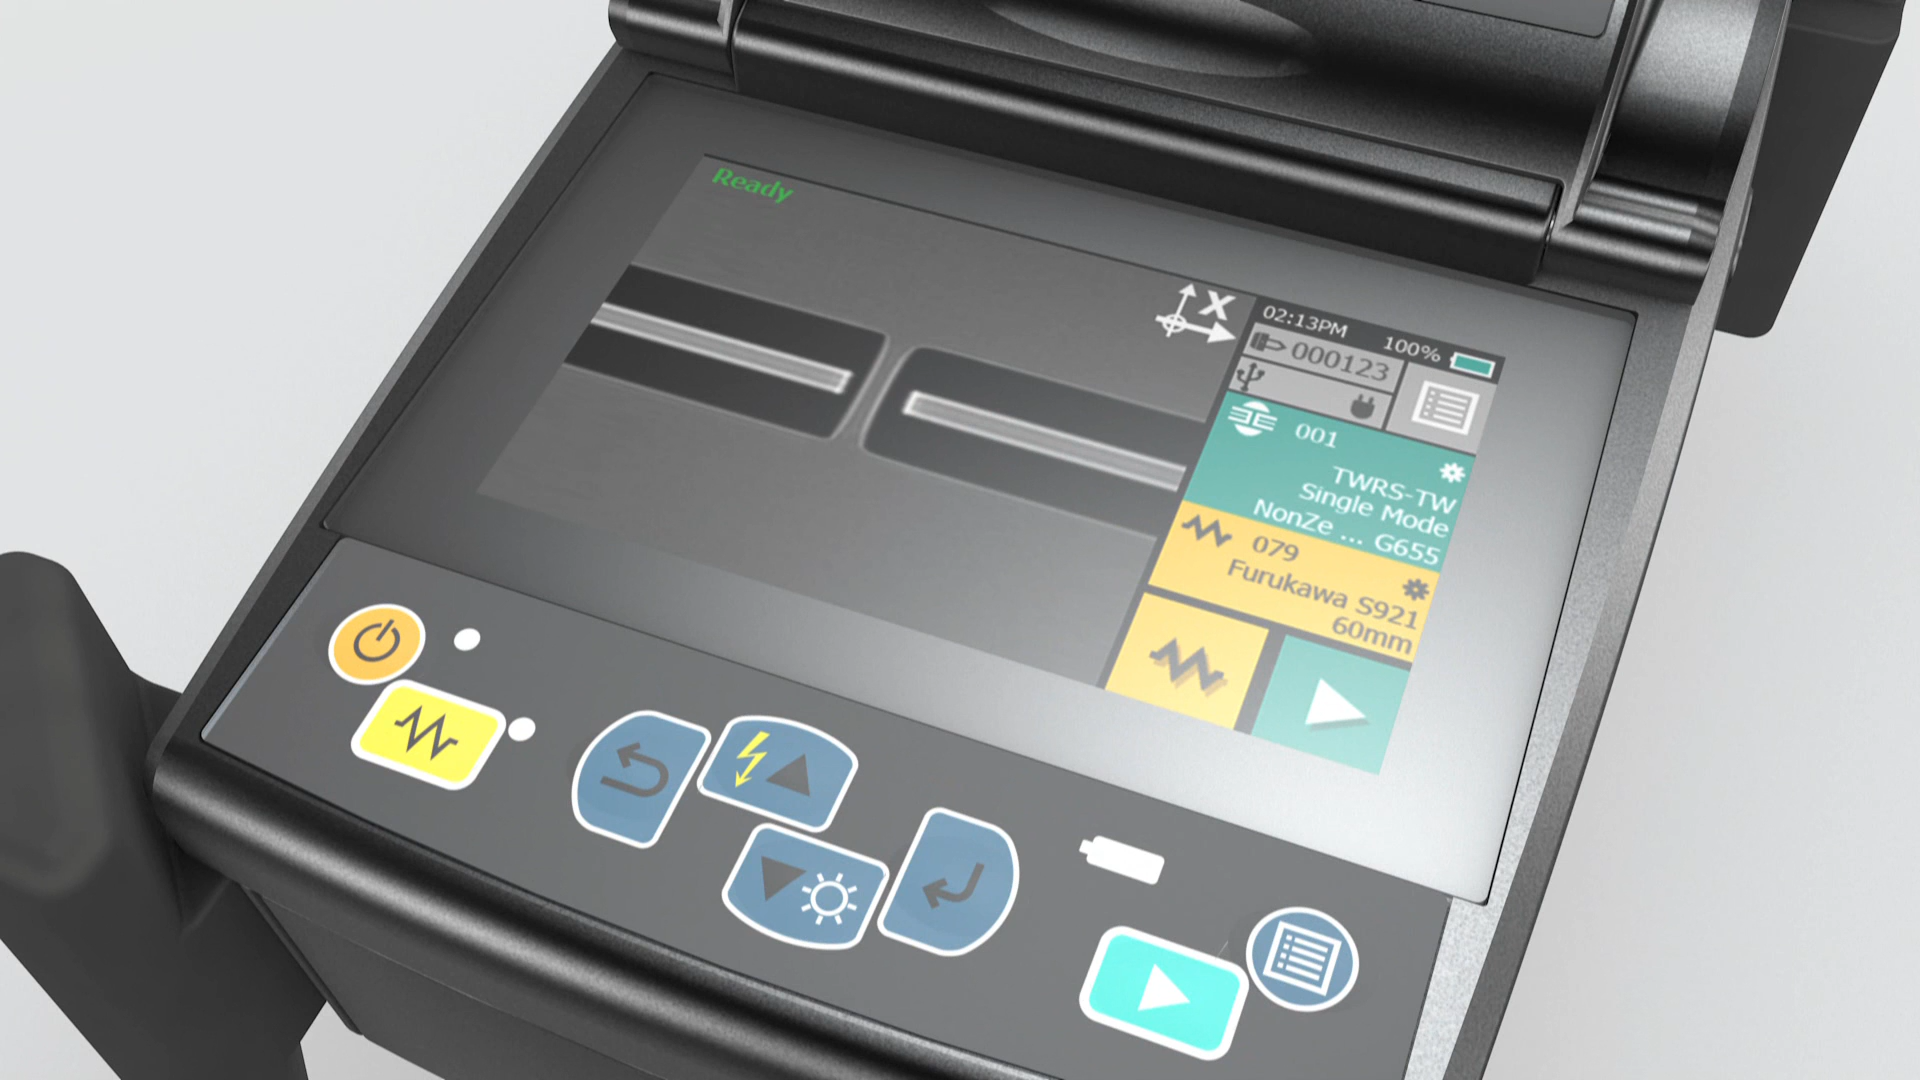 Ready
X
02:13PM 100%
000123
001
TWRS-TW
Single Mode
NonZe ... G655
079
Furukawa S921
60mm